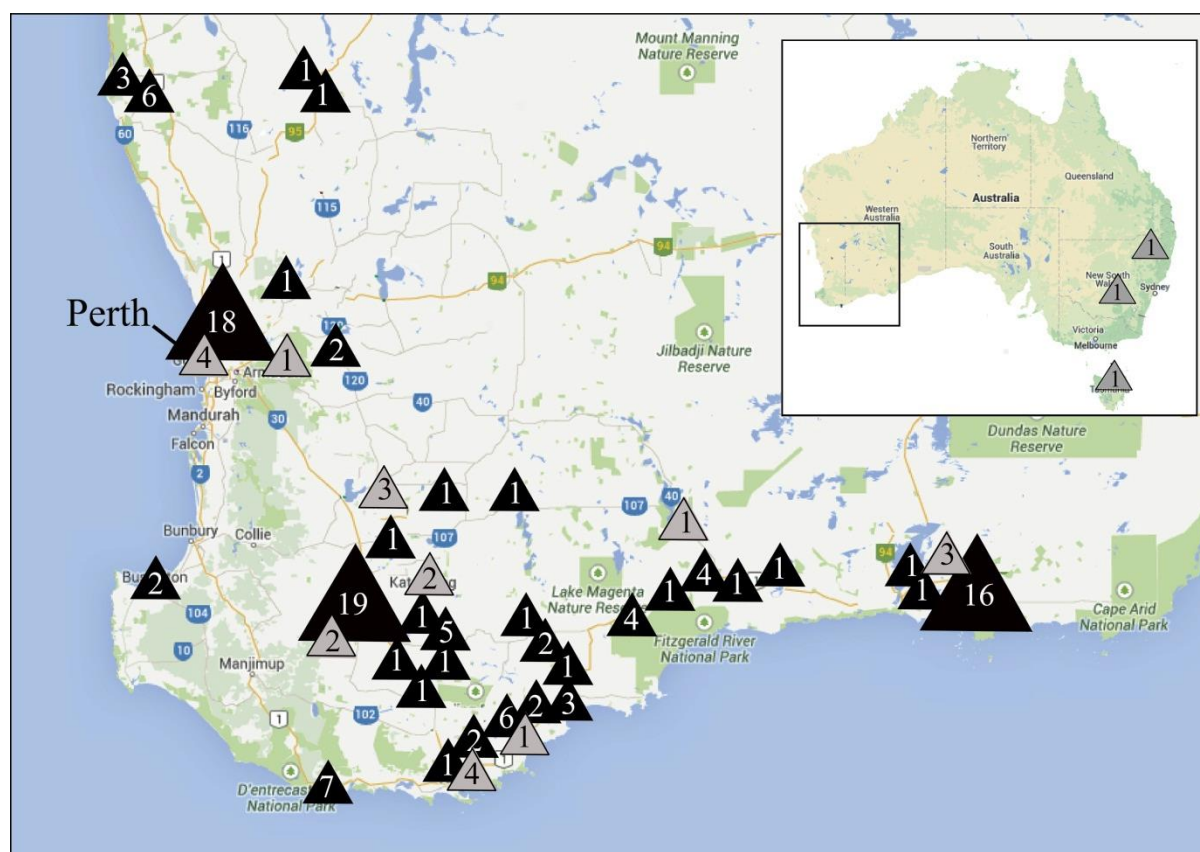 Mount Manning
Nature Reserve
3
6
1
1
60
116
95
115
94
94
1
1
Perth
18
4
1
2
120
Rockingham
Byford
Mandurah
Falcon
120
40
30
2
Jilbadji Nature
Reserve
Northern
Territory
Queensland
Western
Australia
Australia
South
Australia
New South
1
1
Sydney
Victoria
Melbourne
1
Dundas Nature
Reserve
3
1
1
107
40
1
Bunbury
Collie
1
107
2
2
104
10
19
2
1
5
1
1
1
Manjimup
Lake Magenta
Nature
1
2
1
4
1
4
1
1
Fitzgerald River
National Park
94
1
1
3
16
Cape Arid
National Park
1
102
6
2
3
1
2
1
4
1
7
National Park